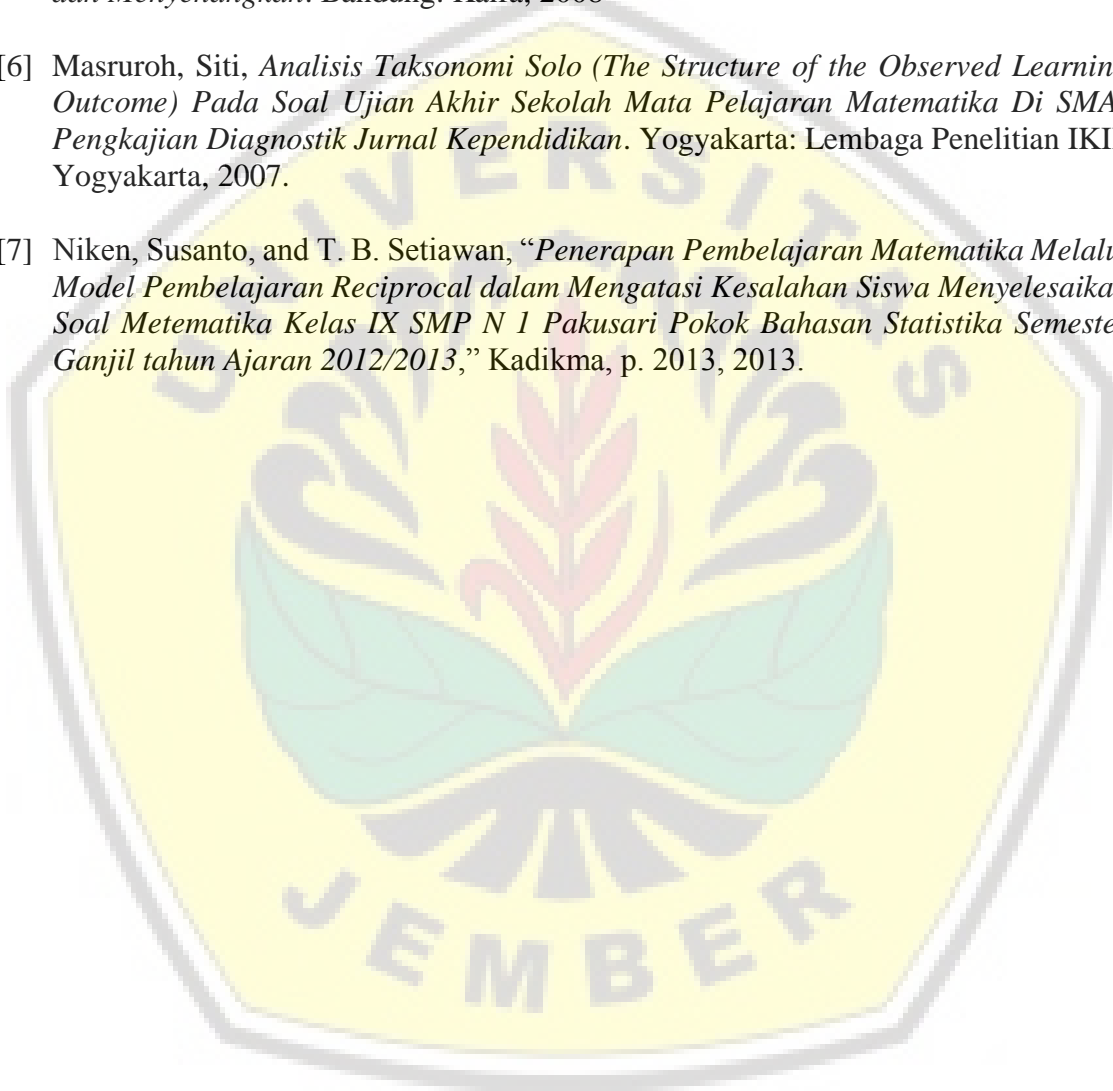 dan Menyenangkan. Bandung: Kaifa, 2008
[6] Masruroh, Siti, Analisis Taksonomi Solo (The Structure of the Observed Learnin
Outcome) Pada Soal Ujian Akhir Sekolah Mata Pelajaran Matematika Di SMA
Pengkajian Diagnostik Jurnal Kependidikan. Yogyakarta: Lembaga Penelitian IKI
Yogyakarta, 2007.
[7] Niken, Susanto, and T. B. Setiawan, “Penerapan Pembelajaran Matematika Melalu
Model Pembelajaran Reciprocal dalam Mengatasi Kesalahan Siswa Menyelesaika
Soal Metematika Kelas IX SMP N 1 Pakusari Pokok Bahasan Statistika Semeste
Ganjil tahun Ajaran 2012/2013,” Kadikma, p. 2013, 2013.
UNIVERSITAS
JEMBER